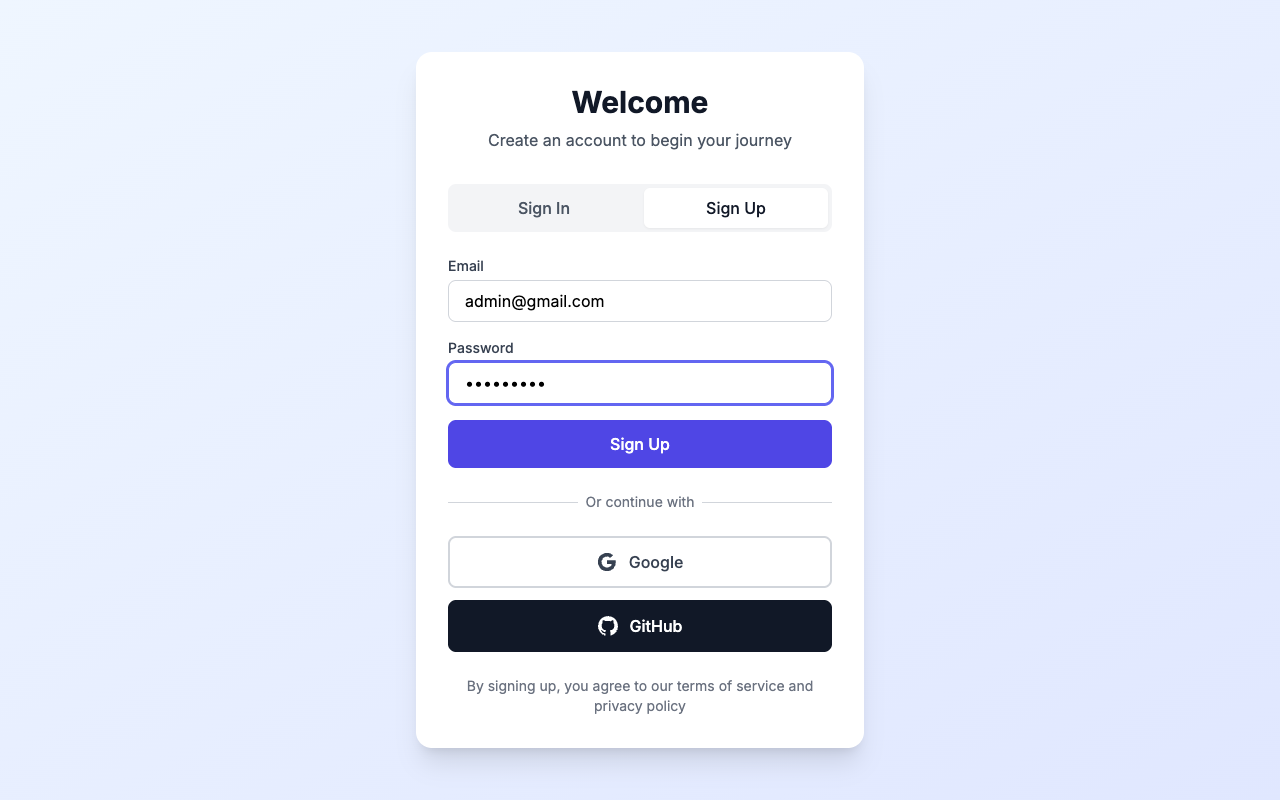 Welcome
Create an account to begin your journey
Sign In
Sign Up
Email
admin@gmail.com
Password
•••••••••
Sign Up
Or continue with
Google
GitHub
By signing up, you agree to our terms of service and
privacy policy